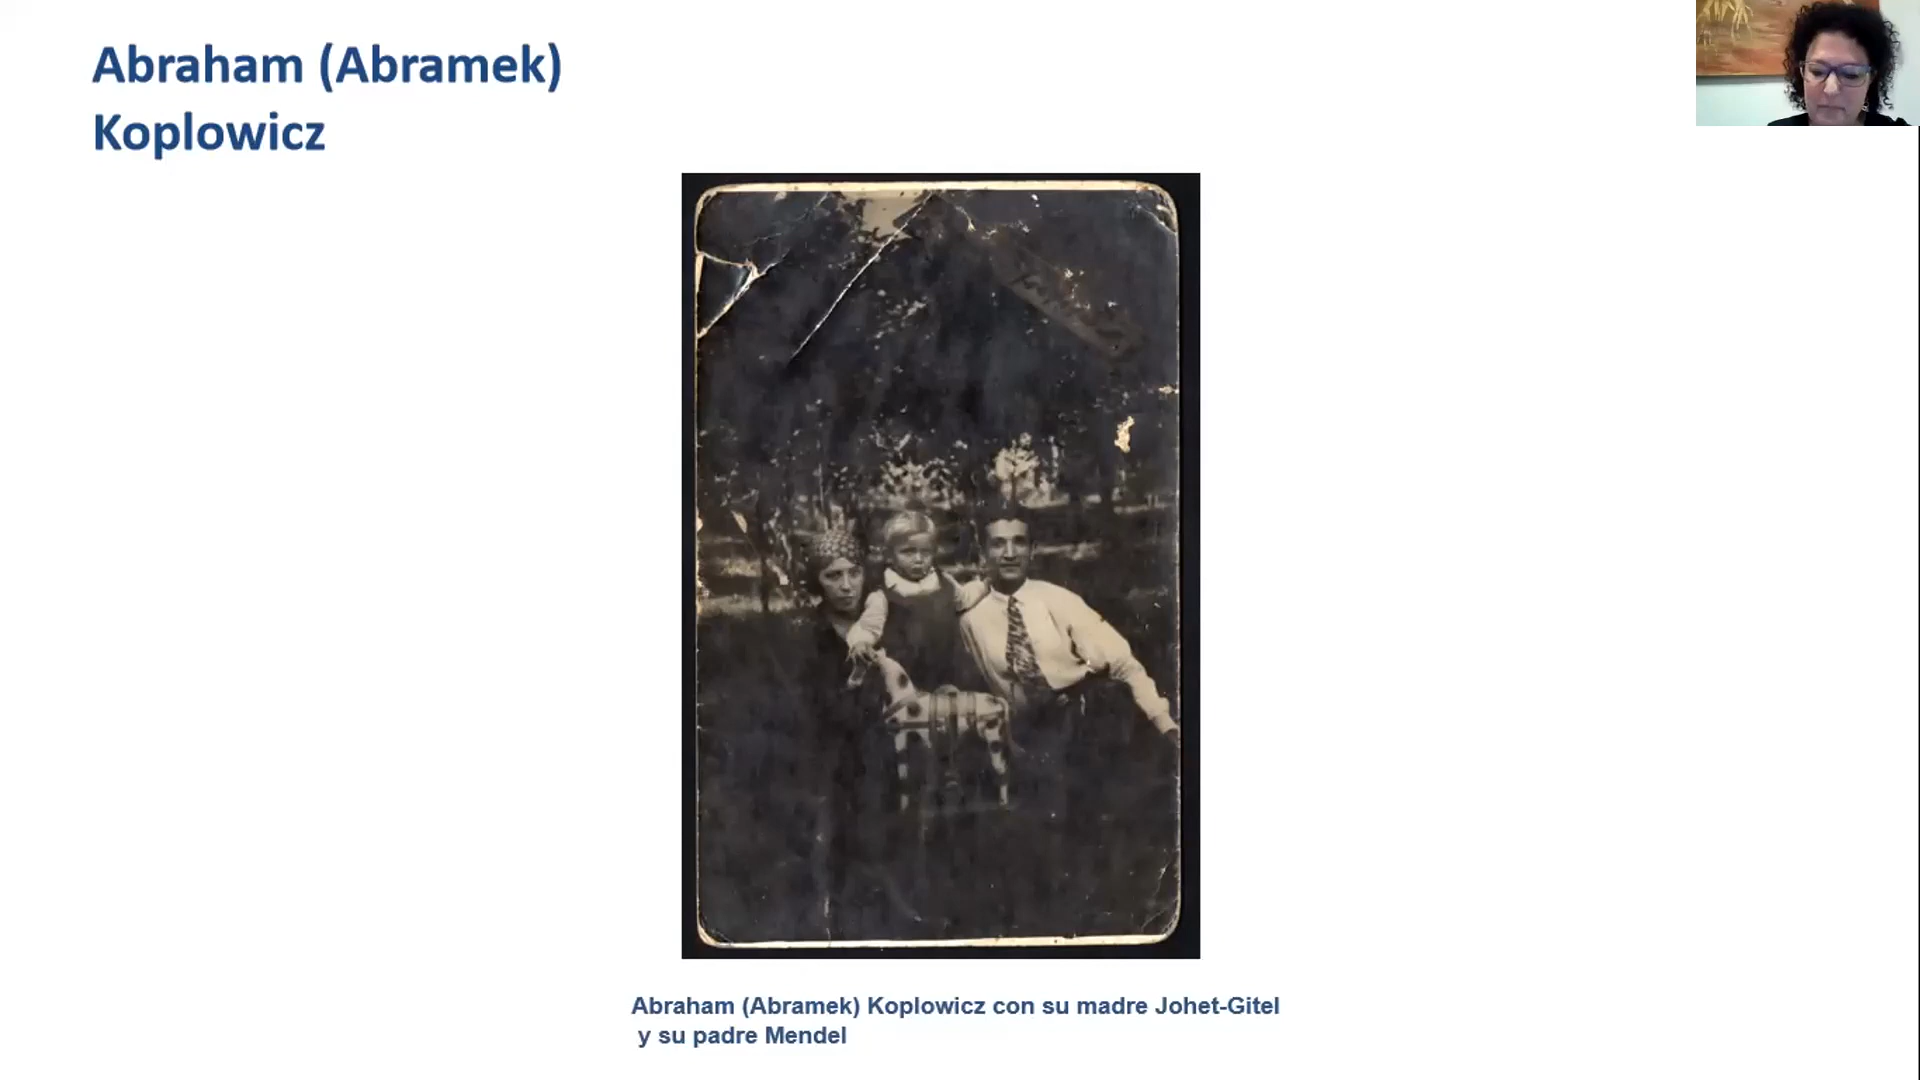 Abraham (Abramek)
Koplowicz
Abraham (Abramek) Koplowicz con su madre Johet-Gitel
y su padre Mendel